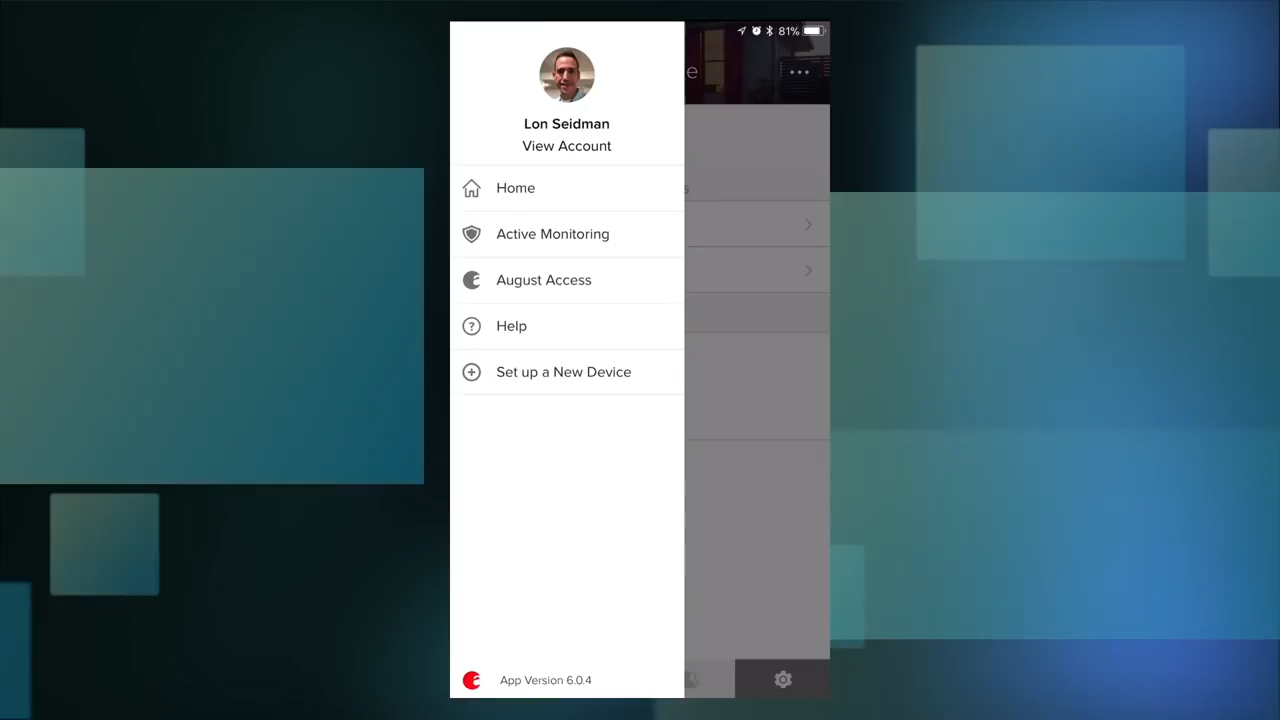 81%
e
Lon Seidman
View Account
Home
s
Active Monitoring
August Access
Help
Set up a New Device
App Version 6.0.4